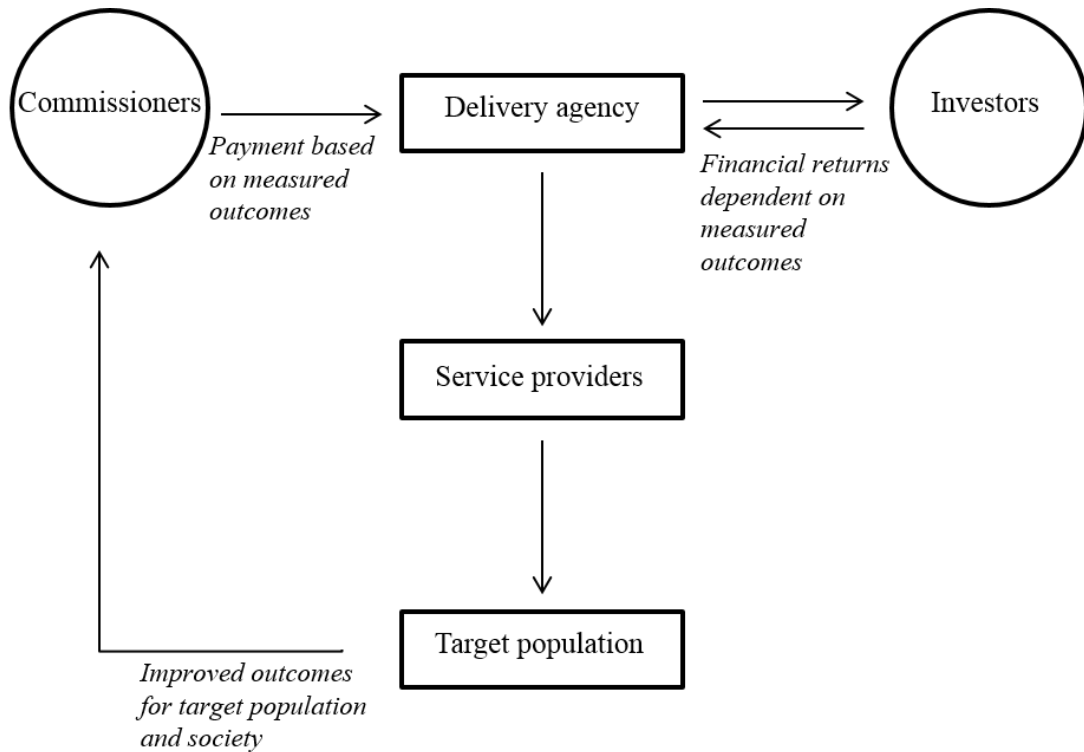 Commissioners
Delivery agency
Investors
Payment based
on measured
outcomes
Financial returns
dependent on
measured
outcomes
Service providers
Target population
Improved outcomes
for target population
and society